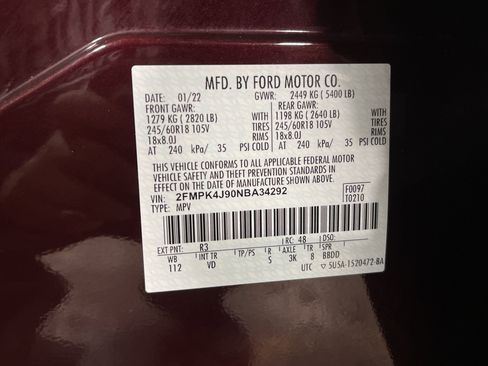 MFD. BY FORD MOTOR CO.
DATE: 01/22 GVWR: 2449 KG ( 5400 LB)
FRONT GAWR: REAR GAWR:
1279 KG ( 2820 LB) WITH 1198 KG ( 2640 LB) WITH
245/60R18 105V TIRES 245/60R18 105V TIRES
18x8.0J RIMS 18x8.0J RIMS
AT 240 kPa/ 35 PSI COLD AT 240 kPa/ 35 PSI COLD
THIS VEHICLE CONFORMS TO ALL APPLICABLE FEDERAL MOTOR
VEHICLE SAFETY AND THEFT PREVENTION STANDARDS IN
EFFECT ON THE DATE OF MANUFACTURE SHOWN ABOVE.
VIN: 2FMPK4J90NBA34292 F0097
TYPE: MPV T0210
EXT PNT: R3 RC: 48 DSO:
WB INT TR TP/PS R AXLE TR SPR
112 VD S 3K 8 BBDD
UTC 5U5A-1520472-BA